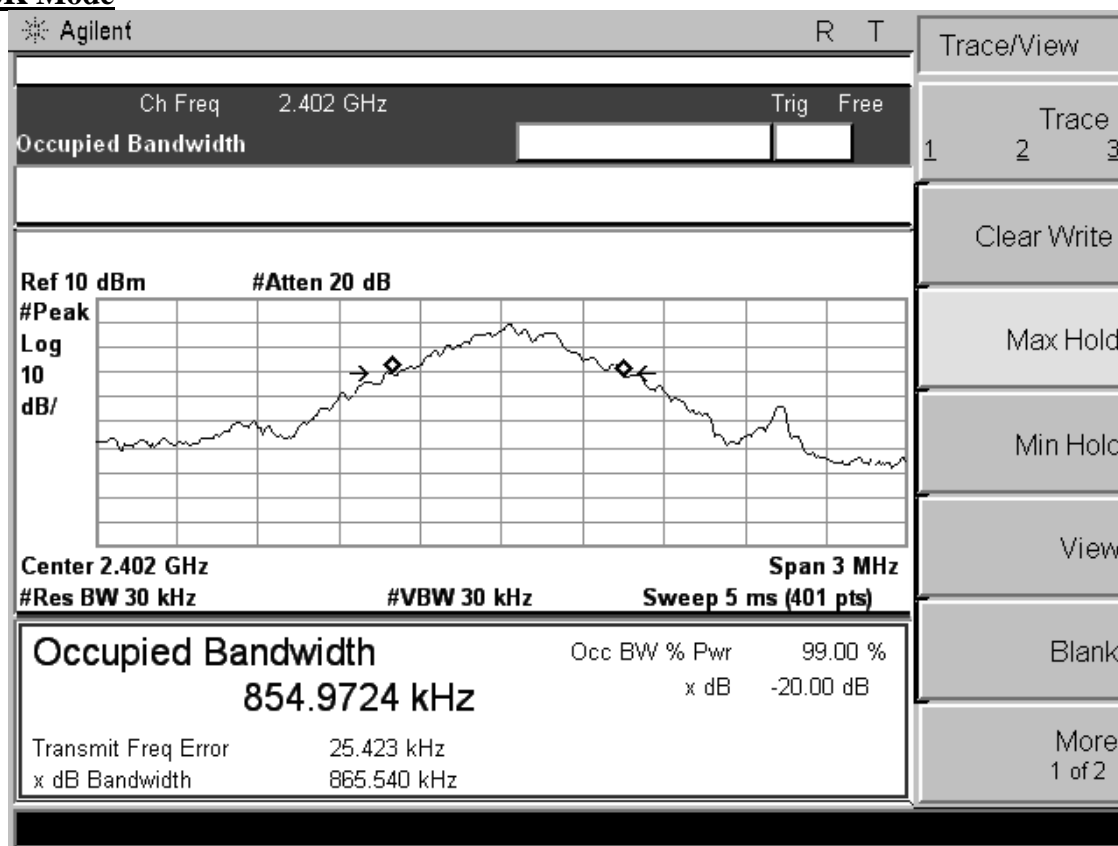 Mode
Agilent R T
Trace/View
Ch Freq 2.402 GHz Trig Free
Occupied Bandwidth
Trace
1 2 3
Clear Write
Ref 10 dBm #Atten 20 dB
#Peak
Log
10
dB/
Max Hold
Min Hold
Center 2.402 GHz Span 3 MHz
#Res BW 30 kHz #VBW 30 kHz Sweep 5 ms (401 pts)
View
Occupied Bandwidth
854.9724 kHz
Occ BW % Pwr 99.00 %
x dB -20.00 dB
Transmit Freq Error 25.423 kHz
x dB Bandwidth 865.540 kHz
Blank
More
1 of 2